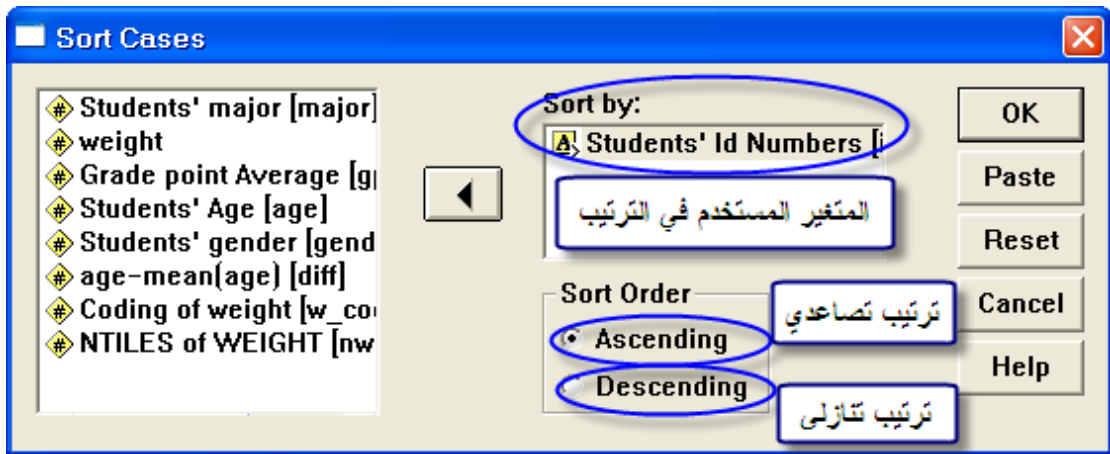 Sort Cases
Students' major [major]
weight
Grade point Average [g
Students' Age [age]
Students' gender [gend
age-mean(age) [diff]
Coding of weight [w_co
NTILES of WEIGHT [nw
Sort by:
Students' Id Numbers [i
المتغير المستخدم في الترتيب
Sort Order
Ascending
ترتيب تصاعدي
Descending
ترتيب تنازلى
OK
Paste
Reset
Cancel
Help